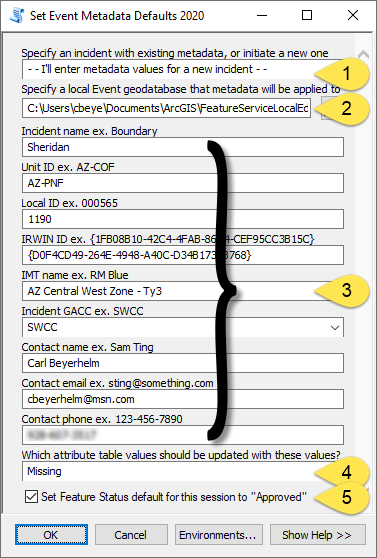 Set Event Metadata Defaults 2020
Specify an incident with existing metadata, or initiate a new one
- - I'll enter metadata values for a new incident - -
1
Specify a local Event geodatabase that metadata will be applied to
C:\Users\cbeye\Documents\ArcGIS\FeatureServiceLocalEd
2
Incident name ex. Boundary
Sheridan
Unit ID ex. AZ-COF
AZ-PNF
Local ID ex. 000565
1190
IRWIN ID ex. {1FB08B10-42C4-4FAB-86 4-CEF95CC3B15C}
{D0F4CD49-264E-4948-A40C-D34B173 3768}
IMT name ex. RM Blue
AZ Central West Zone - Ty3
3
Incident GACC ex. SWCC
SWCC
Contact name ex. Sam Ting
Carl Beyerhelm
Contact email ex. sting@something.com
cbeyerhelm@msn.com
Contact phone ex. 123-456-7890
Which attribute table values should be updated with these values?
Missing
4
Set Feature Status default for this session to "Approved"
5
OK Cancel Environments... Show Help >>